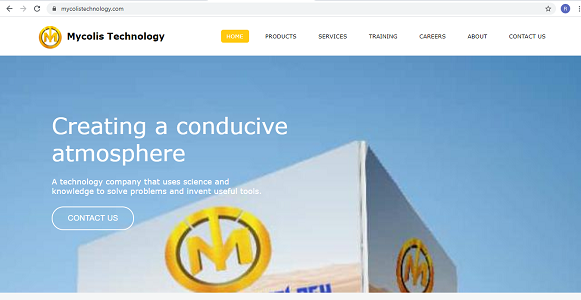 mycolistechnology.com
R
Mycolis Technology
HOME PRODUCTS SERVICES TRAINING CAREERS ABOUT CONTACT US
Creating a conducive
atmosphere
A technology company that uses science and
knowledge to solve problems and invent useful tools.
CONTACT US